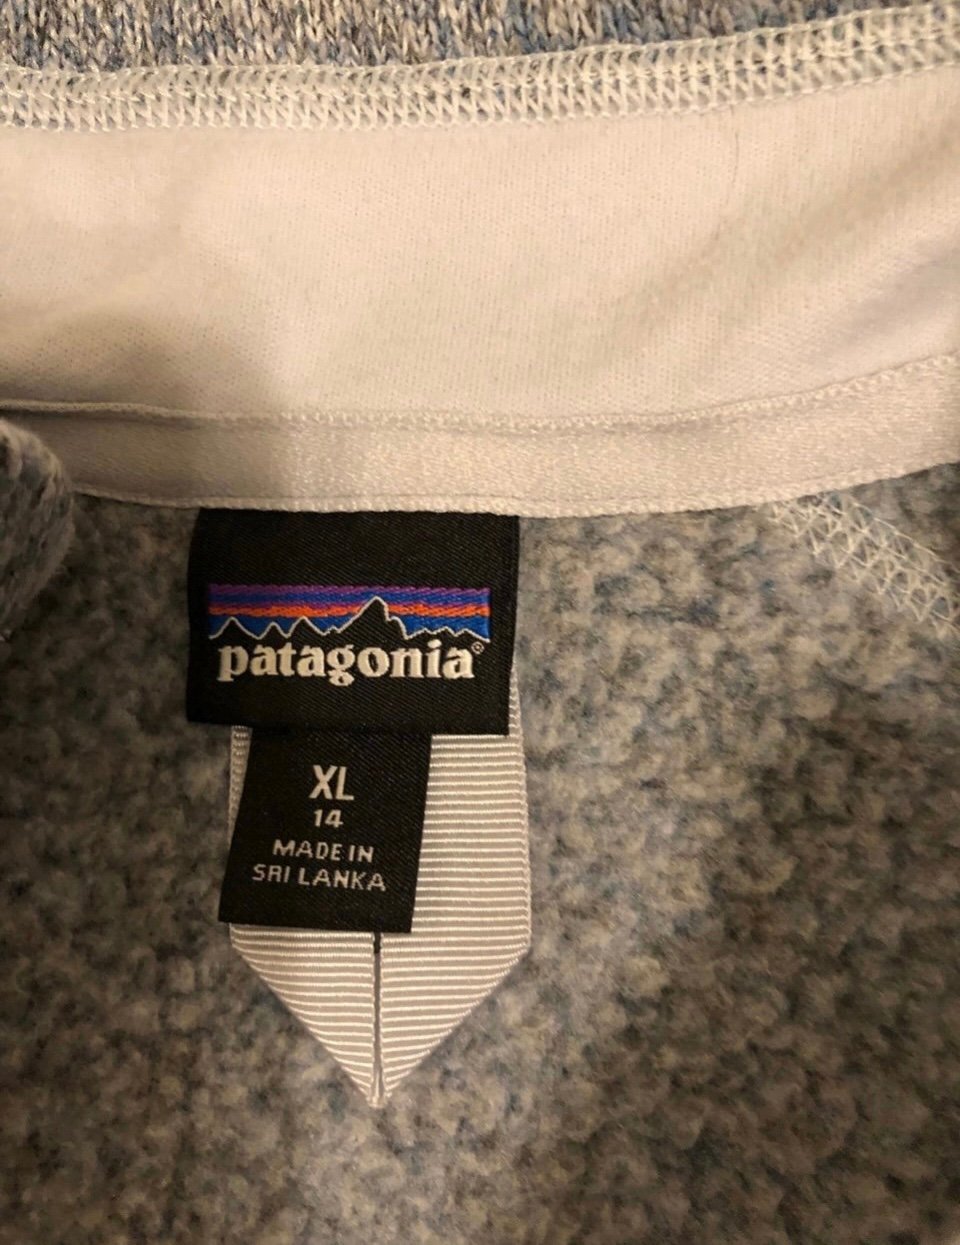 patagonia®
XL
14
MADE IN
SRI LANKA